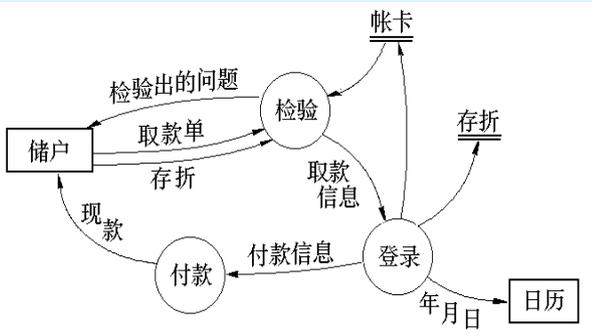 帐卡
检验出的问题
检验
存折
储户
取款单
存折
取款
信息
现款
付款信息
登录
付款
年月日
日历